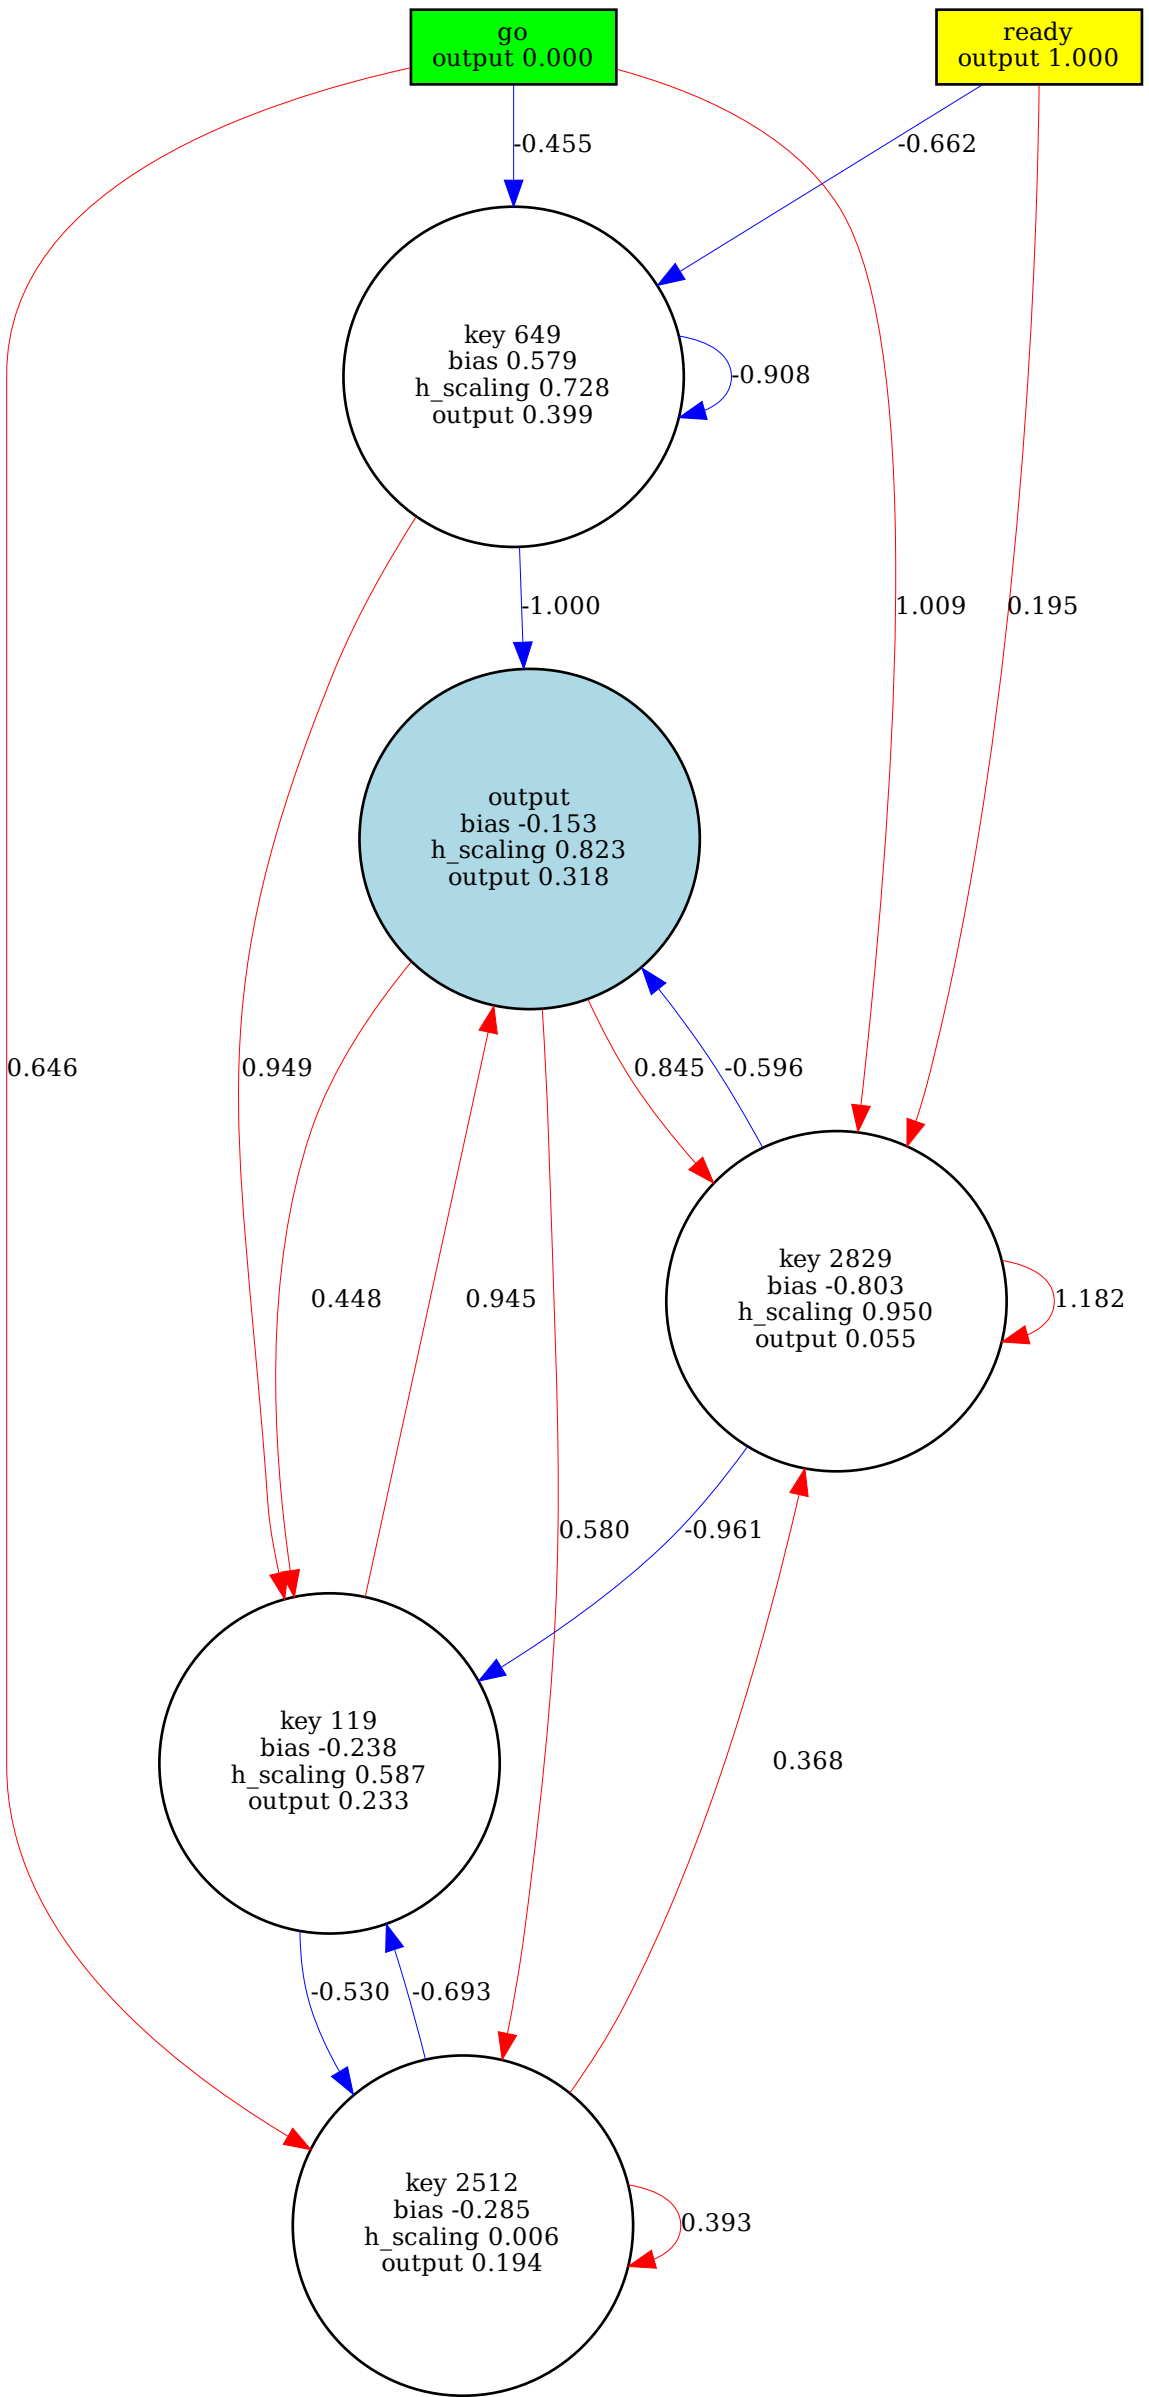 go
output 0.000
ready
output 1.000
-0.455
-0.662
key 649
bias 0.579
h_scaling 0.728
output 0.399
-0.908
-1.000
1.009
0.195
output
bias -0.153
h_scaling 0.823
output 0.318
0.646
0.949
0.845
-0.596
key 2829
bias -0.803
h_scaling 0.950
output 0.055
1.182
0.448
0.945
0.580
-0.961
key 119
bias -0.238
h_scaling 0.587
output 0.233
0.368
-0.530
-0.693
key 2512
bias -0.285
h_scaling 0.006
output 0.194
0.393